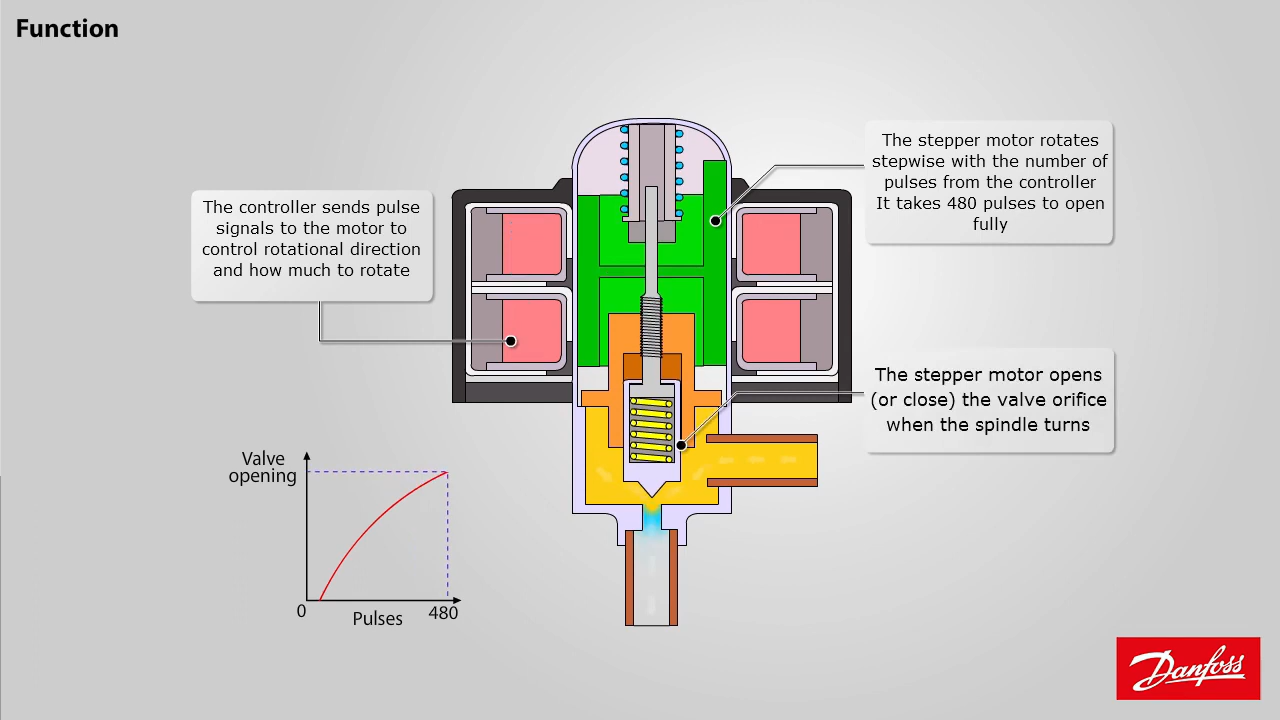 Function
The stepper motor rotates
stepwise with the number of
pulses from the controller
It takes 480 pulses to open
fully
The controller sends pulse
signals to the motor to
control rotational direction
and how much to rotate
The stepper motor opens
(or close) the valve orifice
when the spindle turns
Valve
opening
0
Pulses
480
Danfoss